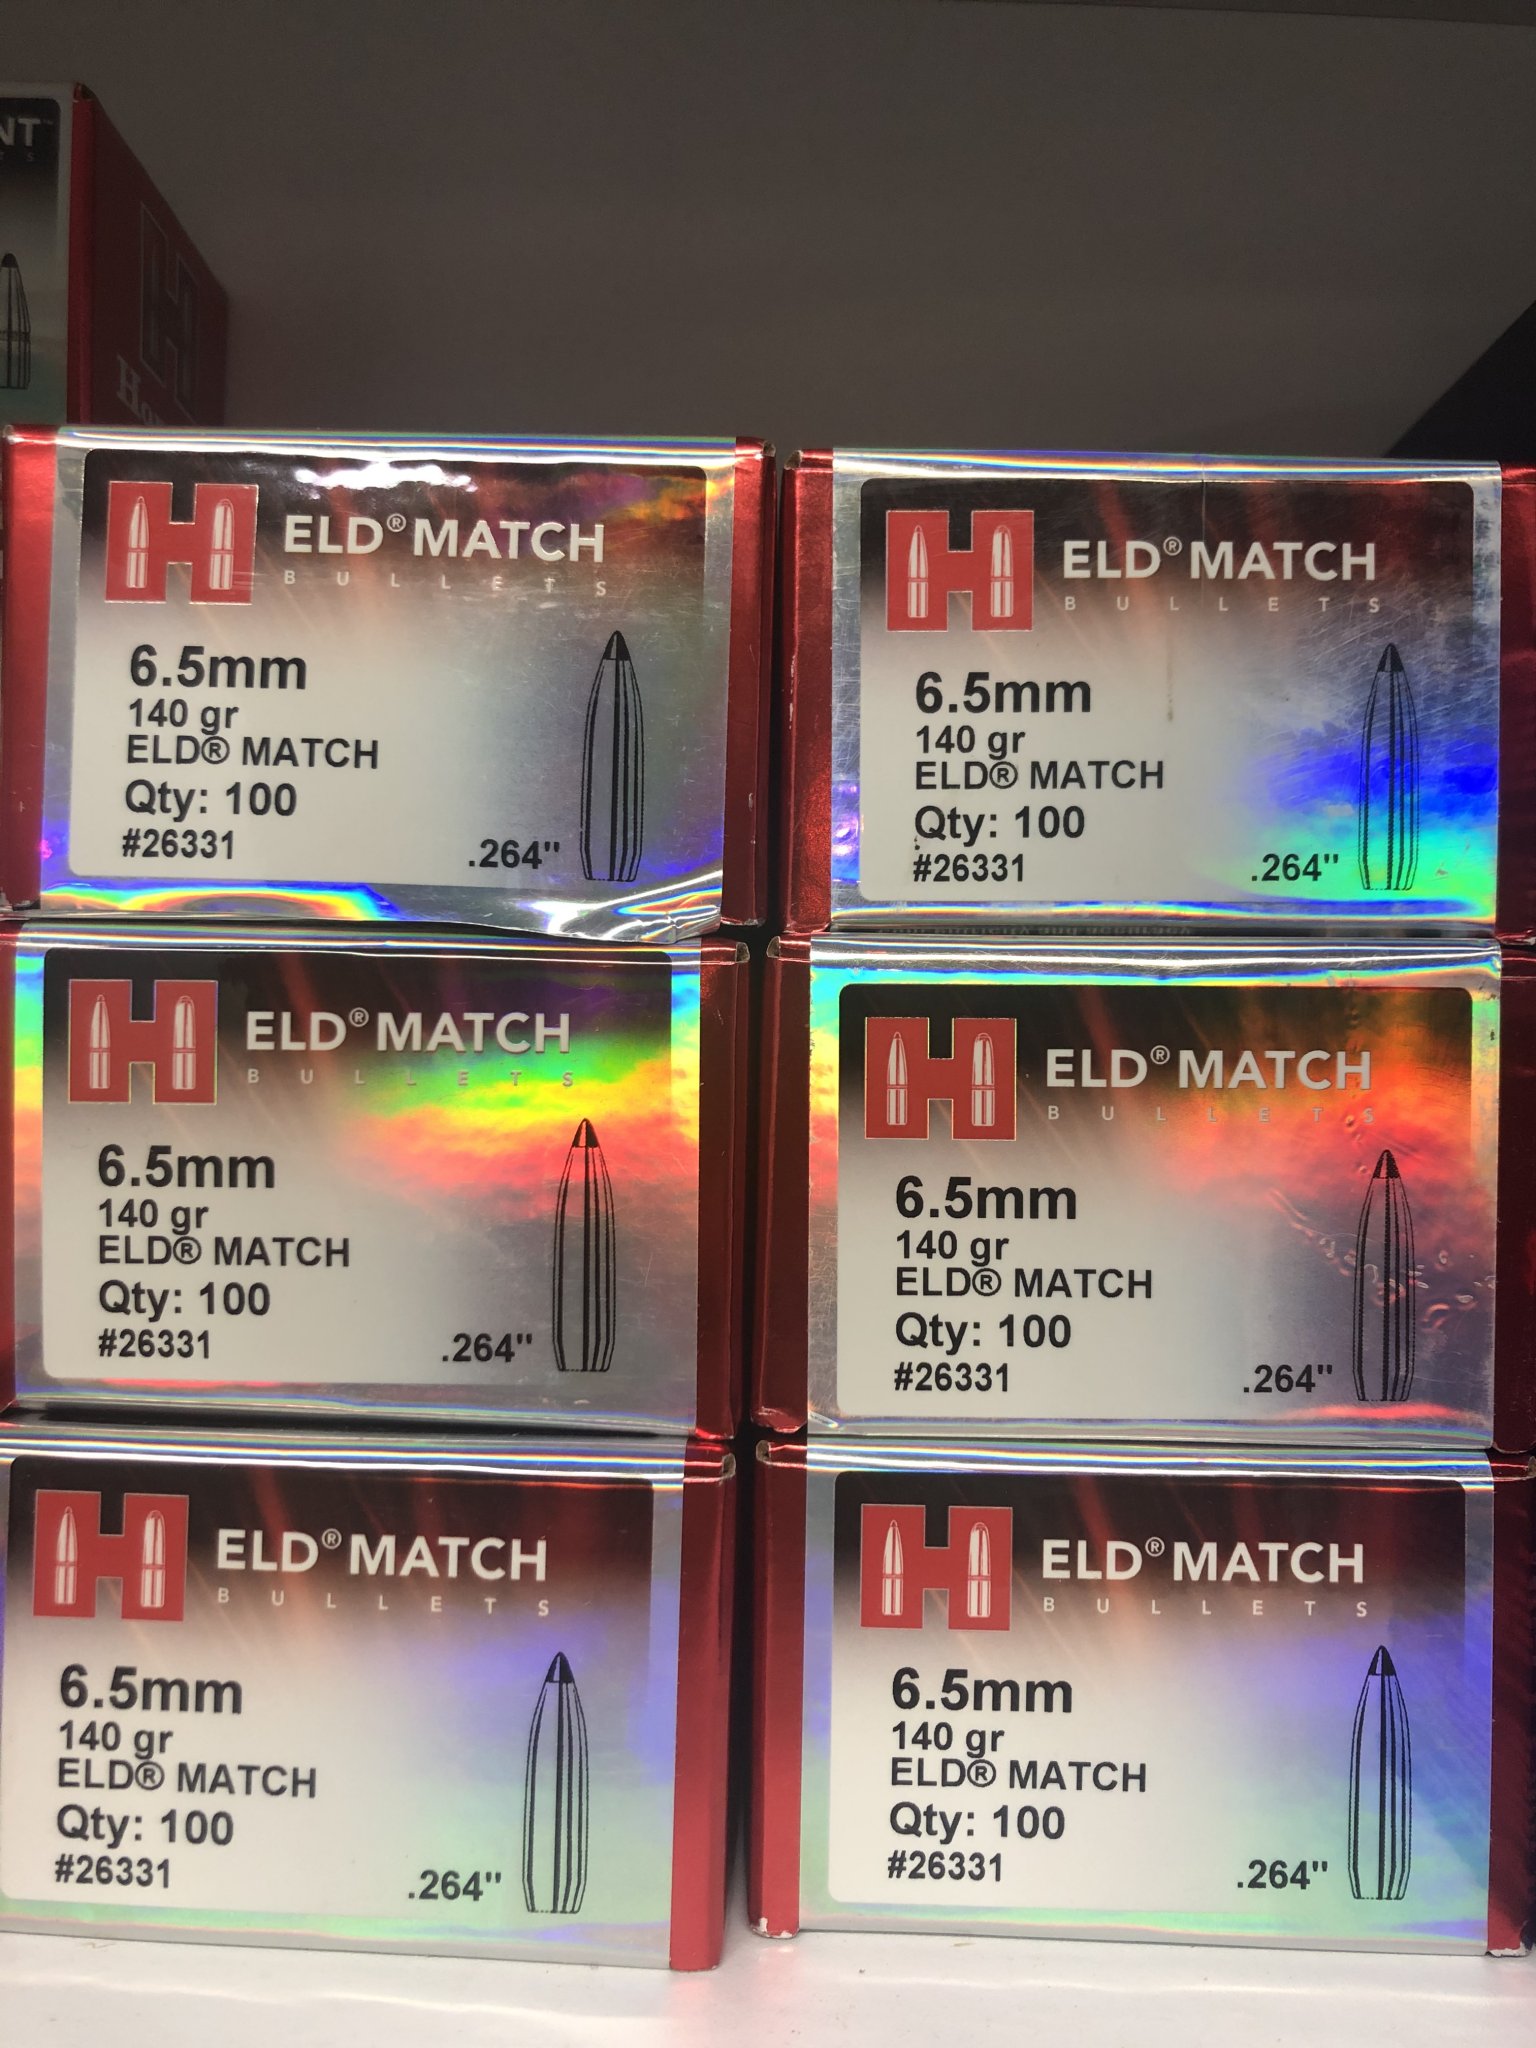 NT
Ho
ELD® MATCH
BULLETS
6.5mm
140 gr
ELD® MATCH
Qty: 100
#26331
.264"
ELD® MATCH
BULLETS
6.5mm
140 gr
ELD® MATCH
Qty: 100
#26331
.264"
and accuracy
ELD® MATCH
BULLETS
6.5mm
140 gr
ELD® MATCH
Qty: 100
#26331
.264"
ELD® MATCH
BULLETS
6.5mm
140 gr
ELD® MATCH
Qty: 100
#26331
.264"
ELD® MATCH
BULLETS
6.5mm
140 gr
ELD® MATCH
Qty: 100
#26331
.264"
ELD® MATCH
BULLETS
6.5mm
140 gr
ELD® MATCH
Qty: 100
#26331
.264"